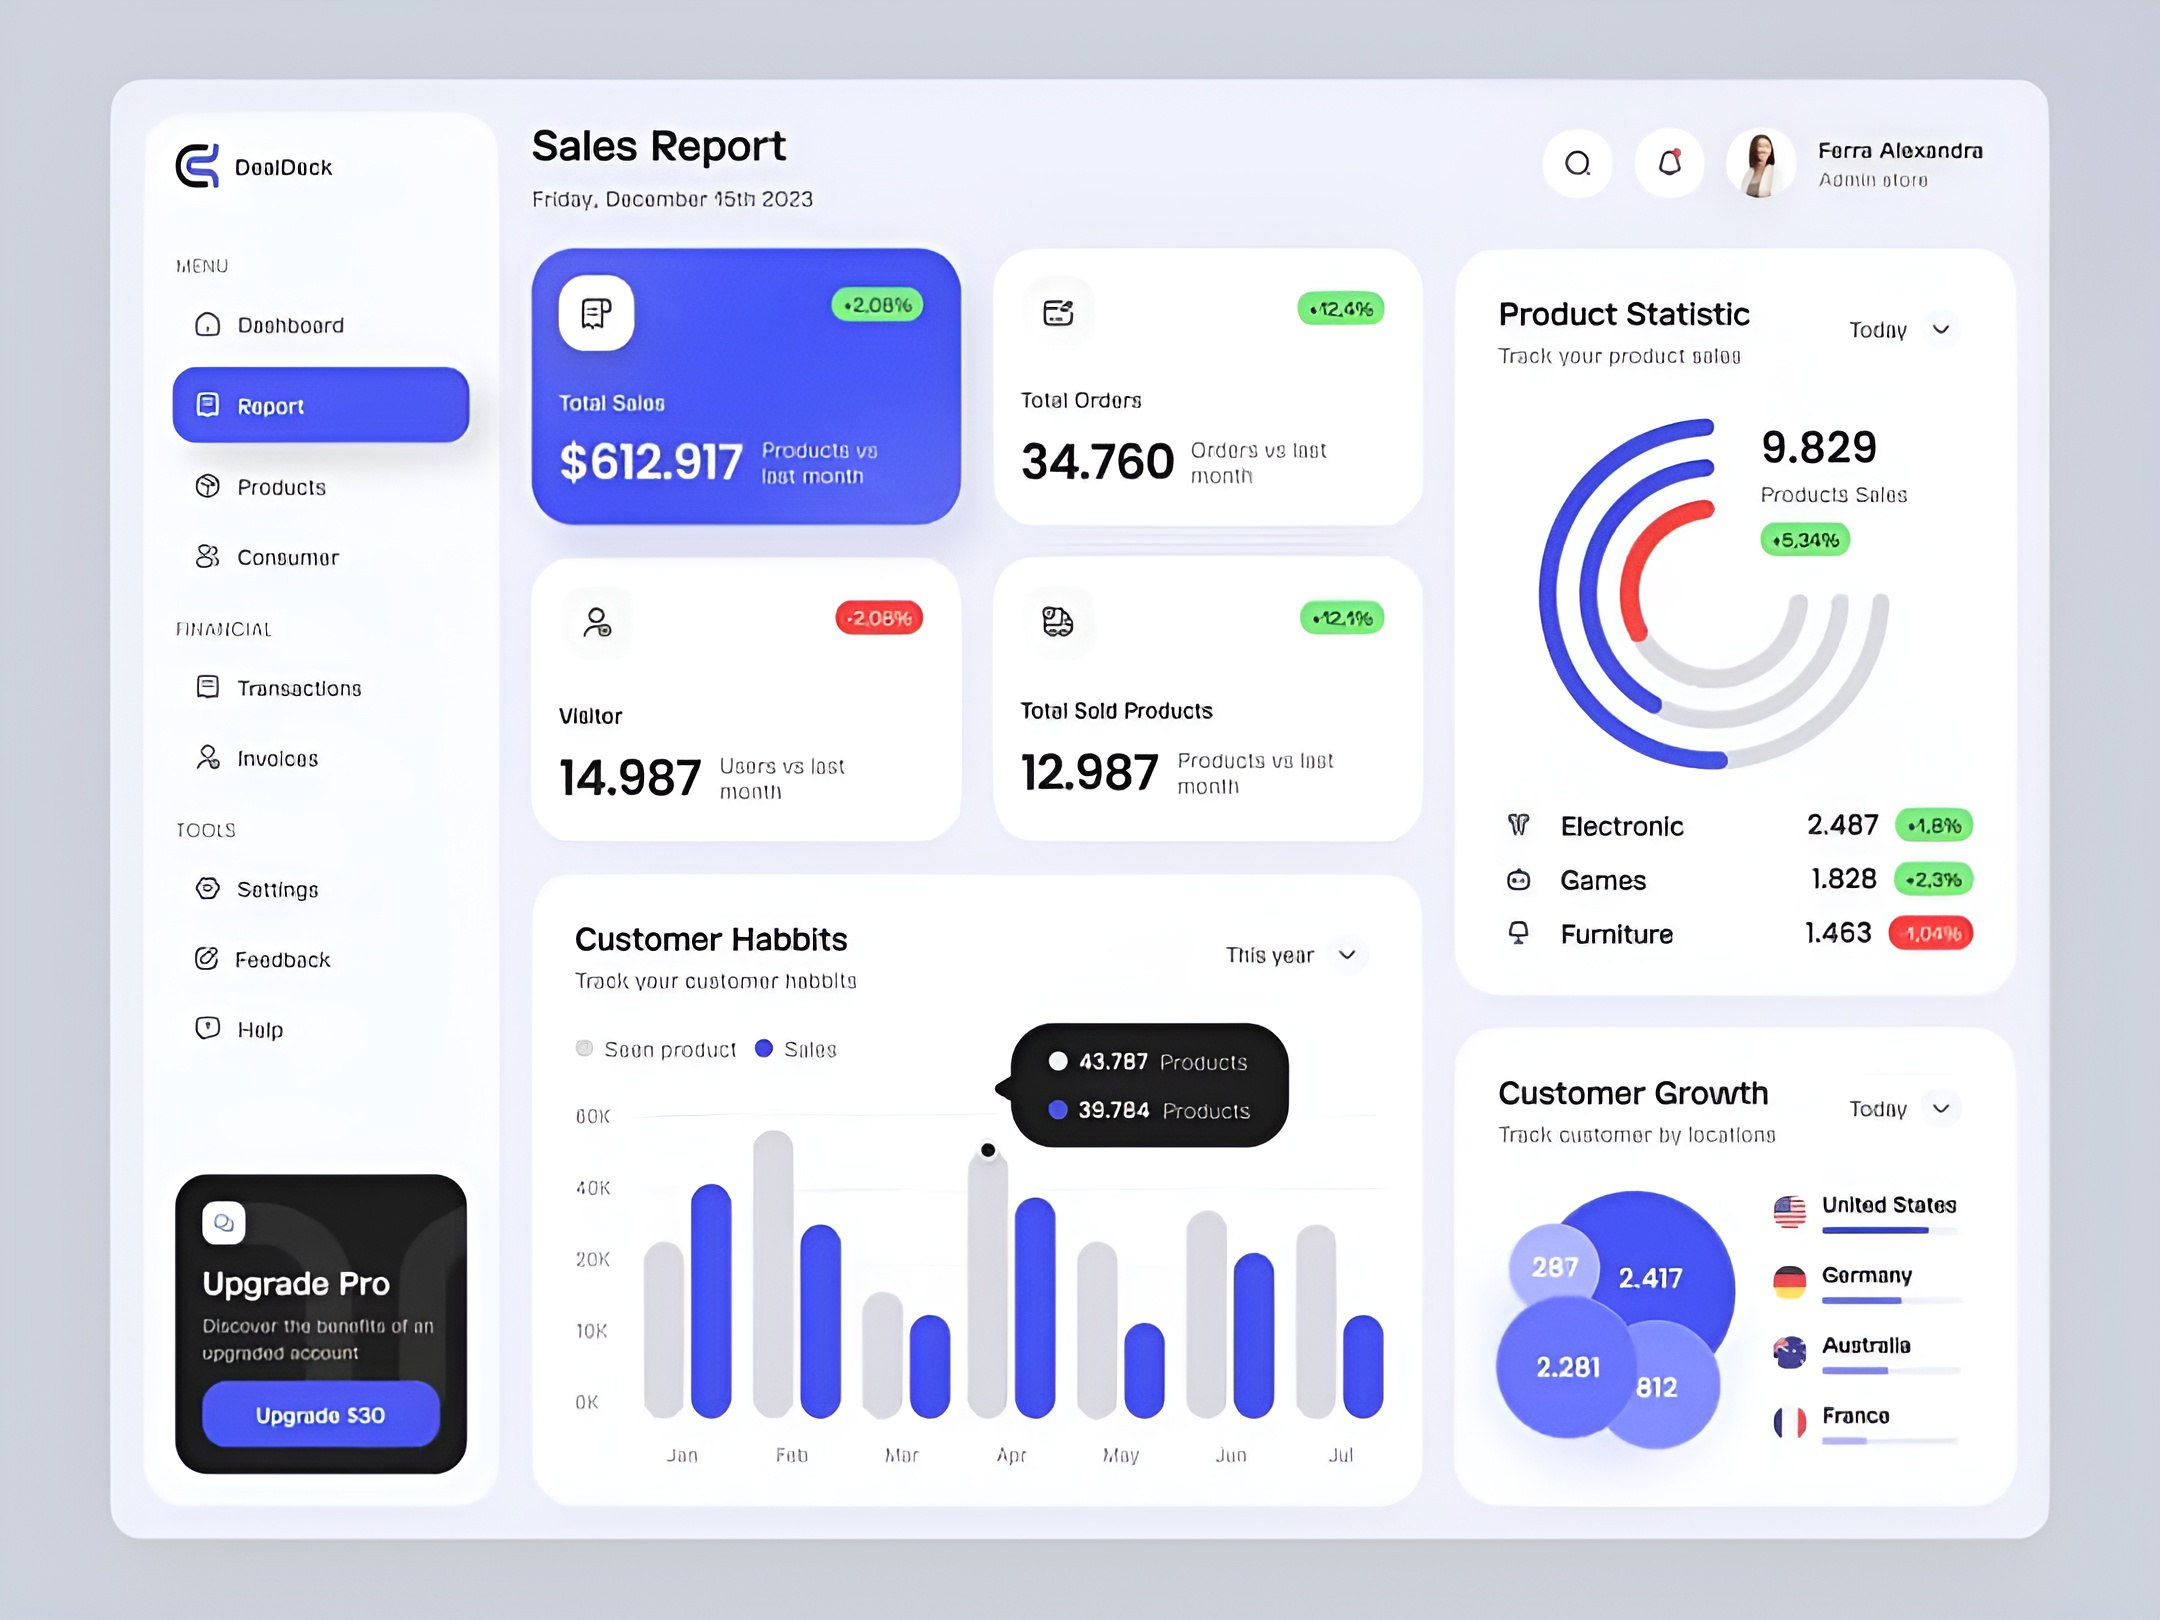 DealDeck
MENU
Dashboard
Report
Products
Consumer
FINANCIAL
Transactions
Invoices
TOOLS
Settings
Feedback
Help
Upgrade Pro
Discover the benefits of an
upgraded account
Upgrade $30
Sales Report
Friday, December 15th 2023
Ferra Alexandra
Admin store
+2.08%
Total Sales
$612.917
Products vs
last month
+12.4%
Total Orders
34.760
Orders vs last
month
-2.08%
Visitor
14.987
Users vs last
month
+12.1%
Total Sold Products
12.987
Products vs last
month
Customer Habbits
Track your customer habbits
This year
Seen product
Sales
43.787 Products
39.784 Products
60K
40K
20K
10K
0K
Jan
Feb
Mar
Apr
May
Jun
Jul
Product Statistic
Track your product sales
Today
9.829
Products Sales
+5.34%
Electronic 2.487 +1.8%
Games 1.828 +2.3%
Furniture 1.463 -1.04%
Customer Growth
Track customer by locations
Today
287
2.417
2.281
812
United States
Germany
Australia
France